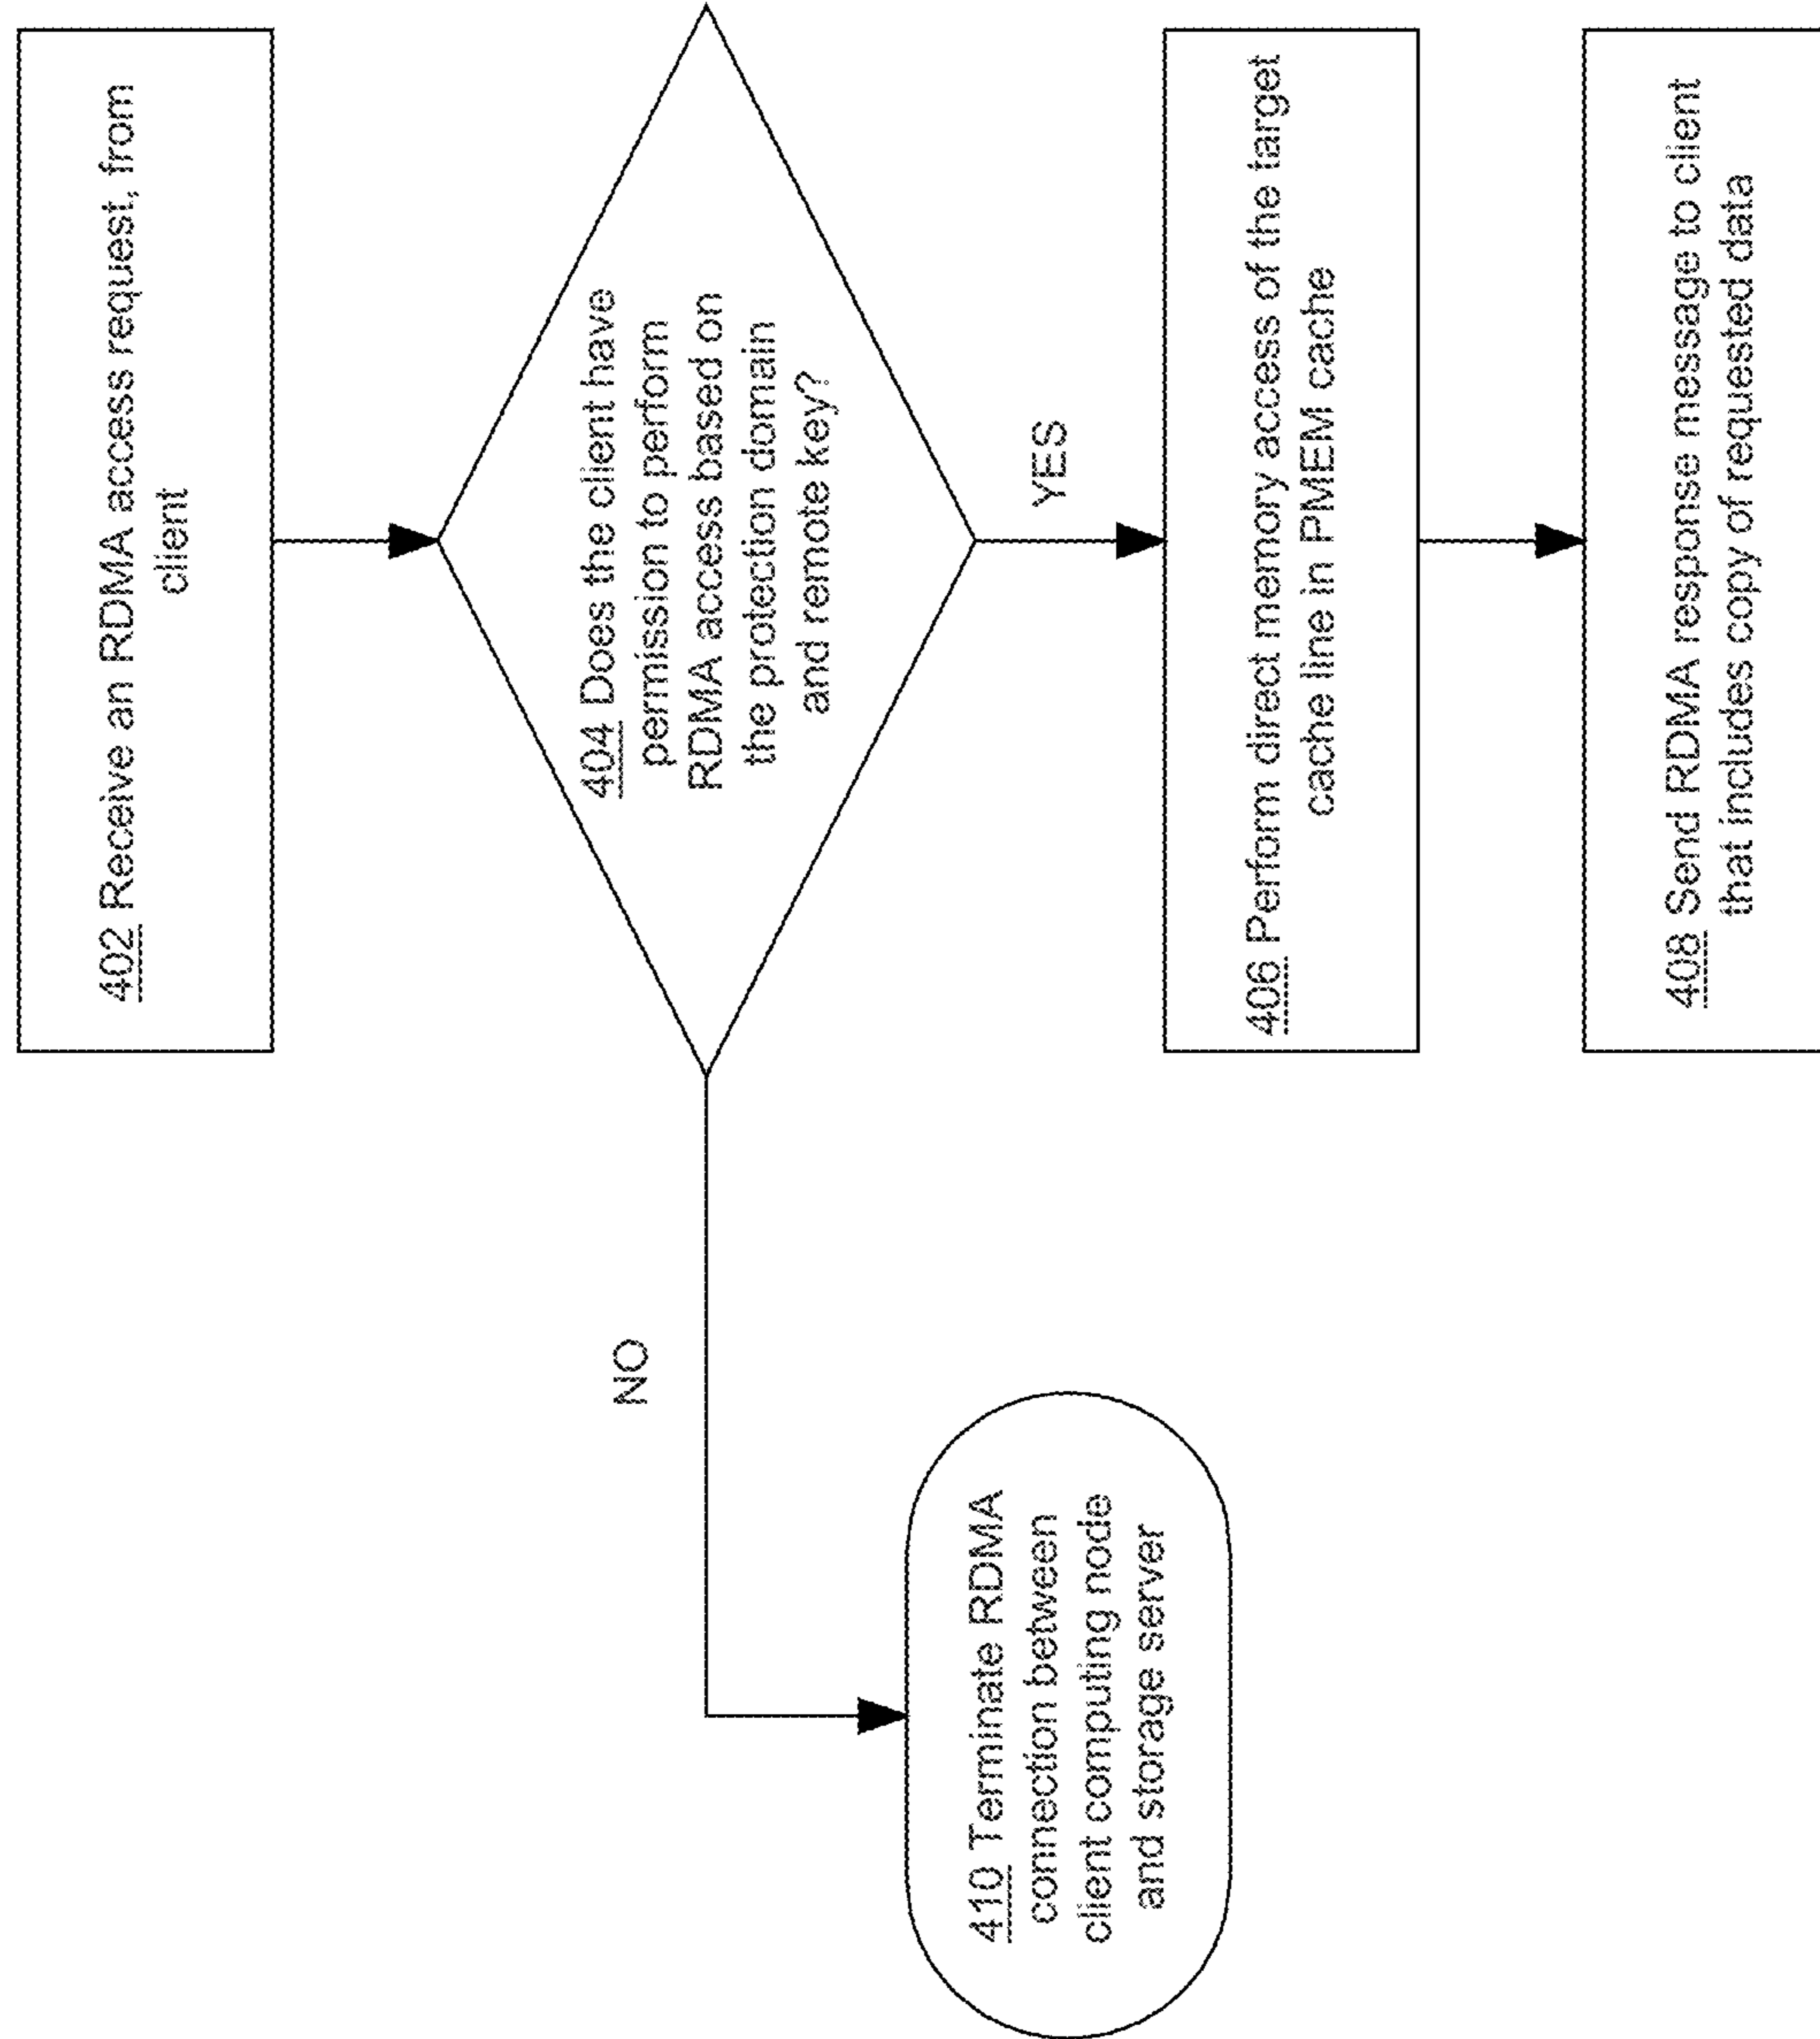 402 Receive an RDMA access request, from
client
404 Does the client have
permission to perform
RDMA access based on
the protection domain
and remote key?
YES
NO
406 Perform direct memory access of the target
cache line in PMEM cache
408 Send RDMA response message to client
that includes copy of requested data
410 Terminate RDMA
connection between
client computing node
and storage server